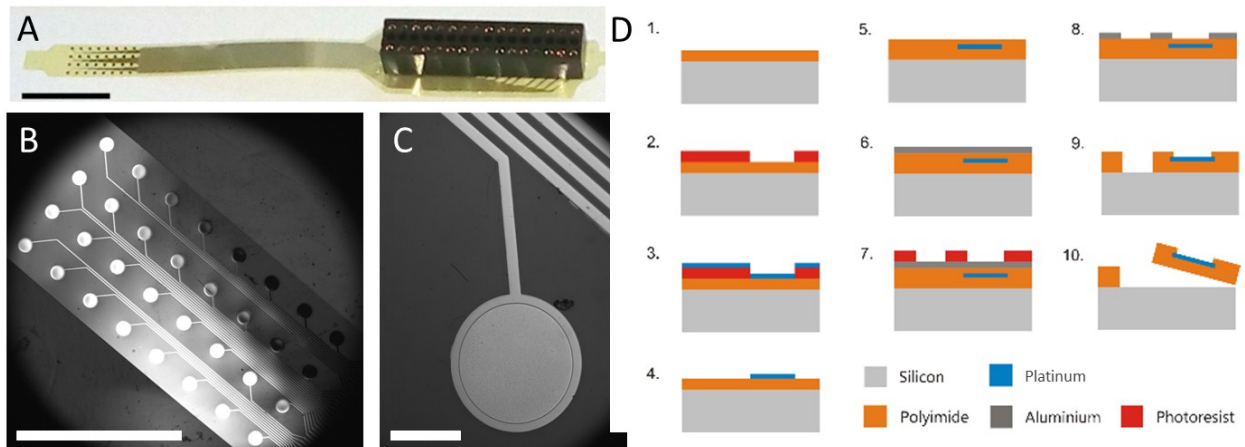 A
B
C
D
1.
2.
3.
4.
5.
6.
7.
8.
9.
10.
Silicon
Platinum
Polyimide
Aluminium
Photoresist